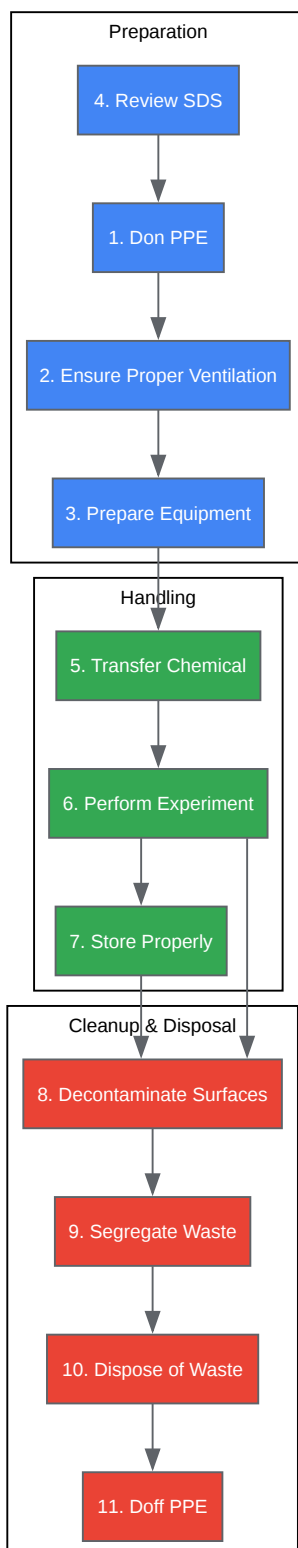 Preparation
4. Review SDS
1. Don PPE
2. Ensure Proper Ventilation
3. Prepare Equipment
Handling
5. Transfer Chemical
6. Perform Experiment
7. Store Properly
Cleanup & Disposal
8. Decontaminate Surfaces
9. Segregate Waste
10. Dispose of Waste
11. Doff PPE